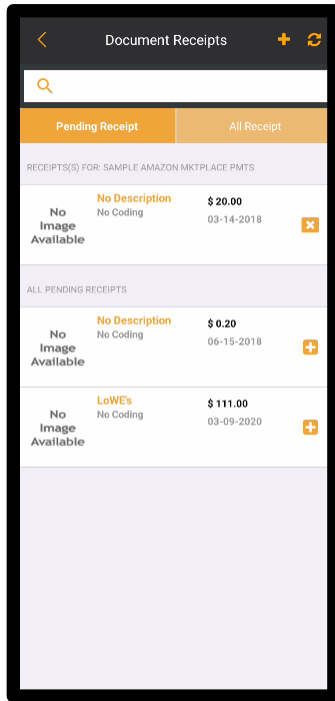 Document Receipts
Pending Receipt
All Receipt
RECEIPTS(S) FOR: SAMPLE AMAZON MKTPLACE PMTS
No Image Available
No Description
No Coding
$ 20.00
03-14-2018
ALL PENDING RECEIPTS
No Image Available
No Description
No Coding
$ 0.20
06-15-2018
No Image Available
LoWE's
No Coding
$ 111.00
03-09-2020